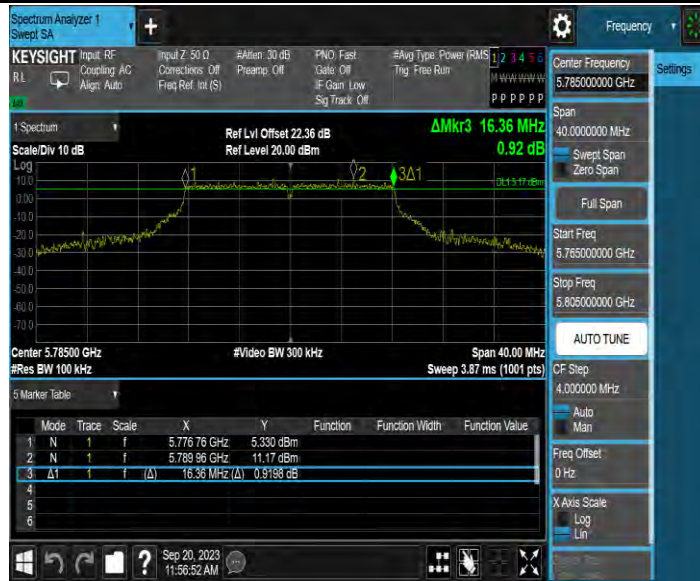 Spectrum Analyzer 1
Swept SA
+
Frequency
KEYSIGHT
RL
Input: RF
Coupling: AC
Align: Auto
Input Z: 50 Ω
Corrections: Off
Freq Ref: Int (S)
#Atten: 30 dB
Preamp: Off
PNO: Fast
Gate: Off
IF Gain: Low
Sig Track: Off
#Avg Type: Power (RMS
Trig: Free Run
1 2 3 4 5 6
M W W W W W
P P P P P P
Center Frequency
5.785000000 GHz
Settings
Span
40.0000000 MHz
Swept Span
Zero Span
Full Span
Start Freq
5.765000000 GHz
Stop Freq
5.805000000 GHz
AUTO TUNE
CF Step
4.000000 MHz
Auto
Man
Freq Offset
0 Hz
X Axis Scale
Log
Lin
1 Spectrum
Scale/Div 10 dB
Ref Lvl Offset 22.36 dB
Ref Level 20.00 dBm
ΔMkr3 16.36 MHz
0.92 dB
Log
10.0
0.00
-10.0
-20.0
-30.0
-40.0
-50.0
-60.0
-70.0
1
2
3Δ1
DL1 5.17 dBm
Center 5.78500 GHz
#Res BW 100 kHz
#Video BW 300 kHz
Span 40.00 MHz
Sweep 3.87 ms (1001 pts)
5 Marker Table
Mode Trace Scale X Y Function Function Width Function Value
1 N 1 f 5.776 76 GHz 5.330 dBm
2 N 1 f 5.789 96 GHz 11.17 dBm
3 Δ1 1 f (Δ) 16.36 MHz (Δ) 0.9198 dB
4
5
6
?
Sep 20, 2023
11:56:52 AM